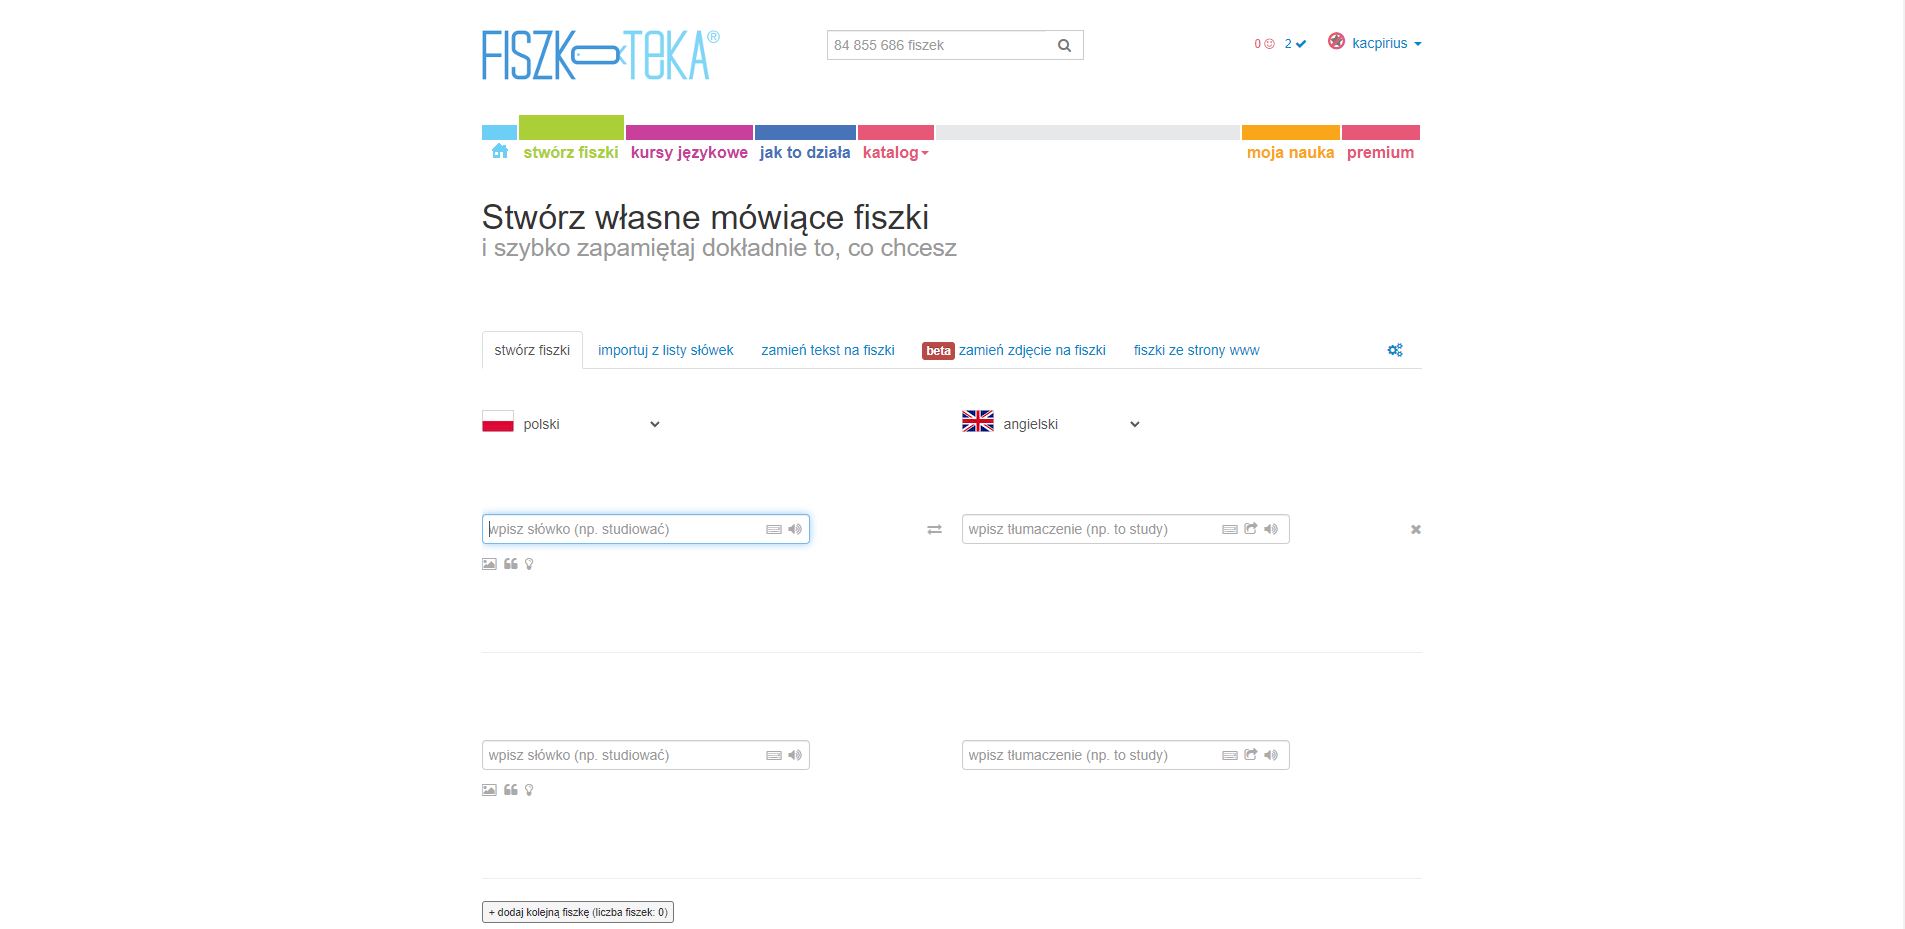 FISZKOTEKA®
84 855 686 fiszek
0 2 kacpirius
stwórz fiszki kursy językowe jak to działa katalog moja nauka premium
Stwórz własne mówiące fiszki
i szybko zapamiętaj dokładnie to, co chcesz
stwórz fiszki importuj z listy słówek zamień tekst na fiszki beta zamień zdjęcie na fiszki fiszki ze strony www
polski angielski
wpisz słówko (np. studiować) wpisz tłumaczenie (np. to study)
wpisz słówko (np. studiować) wpisz tłumaczenie (np. to study)
+ dodaj kolejną fiszkę (liczba fiszek: 0)